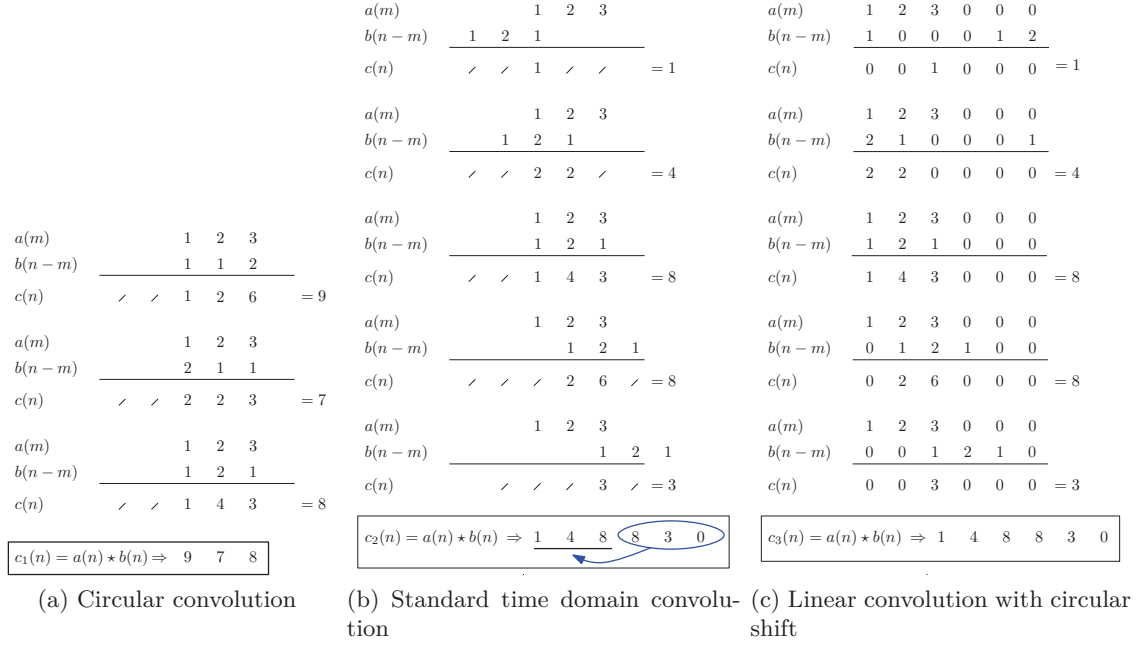 a(m) 1 2 3
b(n − m) 1 1 2
c(n) ⟋ ⟋ 1 2 6 = 9
a(m) 1 2 3
b(n − m) 2 1 1
c(n) ⟋ ⟋ 2 2 3 = 7
a(m) 1 2 3
b(n − m) 1 2 1
c(n) ⟋ ⟋ 1 4 3 = 8
c₁(n) = a(n) ⋆ b(n) ⇒ 9 7 8
(a) Circular convolution
a(m) 1 2 3
b(n − m) 1 2 1
c(n) ⟋ ⟋ 1 ⟋ ⟋ = 1
a(m) 1 2 3
b(n − m) 1 2 1
c(n) ⟋ ⟋ 2 2 ⟋ = 4
a(m) 1 2 3
b(n − m) 1 2 1
c(n) ⟋ ⟋ 1 4 3 = 8
a(m) 1 2 3
b(n − m) 1 2 1
c(n) ⟋ ⟋ ⟋ 2 6 ⟋ = 8
a(m) 1 2 3
b(n − m) 1 2 1
c(n) ⟋ ⟋ ⟋ 3 ⟋ = 3
c₂(n) = a(n) ⋆ b(n) ⇒ 1 4 8 8 3 0
(b) Standard time domain convolu-
tion
a(m) 1 2 3 0 0 0
b(n − m) 1 0 0 0 1 2
c(n) 0 0 1 0 0 0 = 1
a(m) 1 2 3 0 0 0
b(n − m) 2 1 0 0 0 1
c(n) 2 2 0 0 0 0 = 4
a(m) 1 2 3 0 0 0
b(n − m) 1 2 1 0 0 0
c(n) 1 4 3 0 0 0 = 8
a(m) 1 2 3 0 0 0
b(n − m) 0 1 2 1 0 0
c(n) 0 2 6 0 0 0 = 8
a(m) 1 2 3 0 0 0
b(n − m) 0 0 1 2 1 0
c(n) 0 0 3 0 0 0 = 3
c₃(n) = a(n) ⋆ b(n) ⇒ 1 4 8 8 3 0
(c) Linear convolution with circular
shift